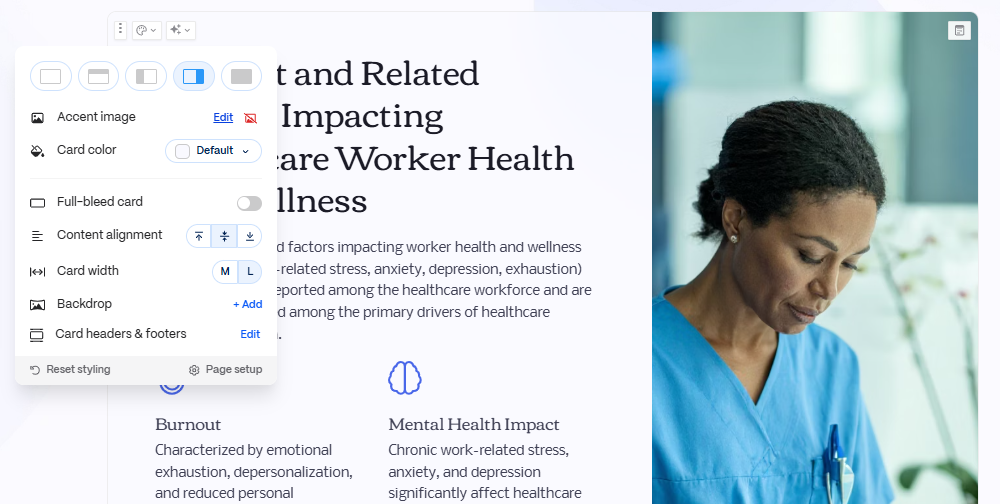 t and Related
Impacting
care Worker Health
llness
Accent image
Edit
Card color
Default
Full-bleed card
Content alignment
Card width
M
L
Backdrop
+ Add
Card headers & footers
Edit
Reset styling
Page setup
d factors impacting worker health and wellness
-related stress, anxiety, depression, exhaustion)
eported among the healthcare workforce and are
d among the primary drivers of healthcare
Burnout
Characterized by emotional
exhaustion, depersonalization,
and reduced personal
Mental Health Impact
Chronic work-related stress,
anxiety, and depression
significantly affect healthcare